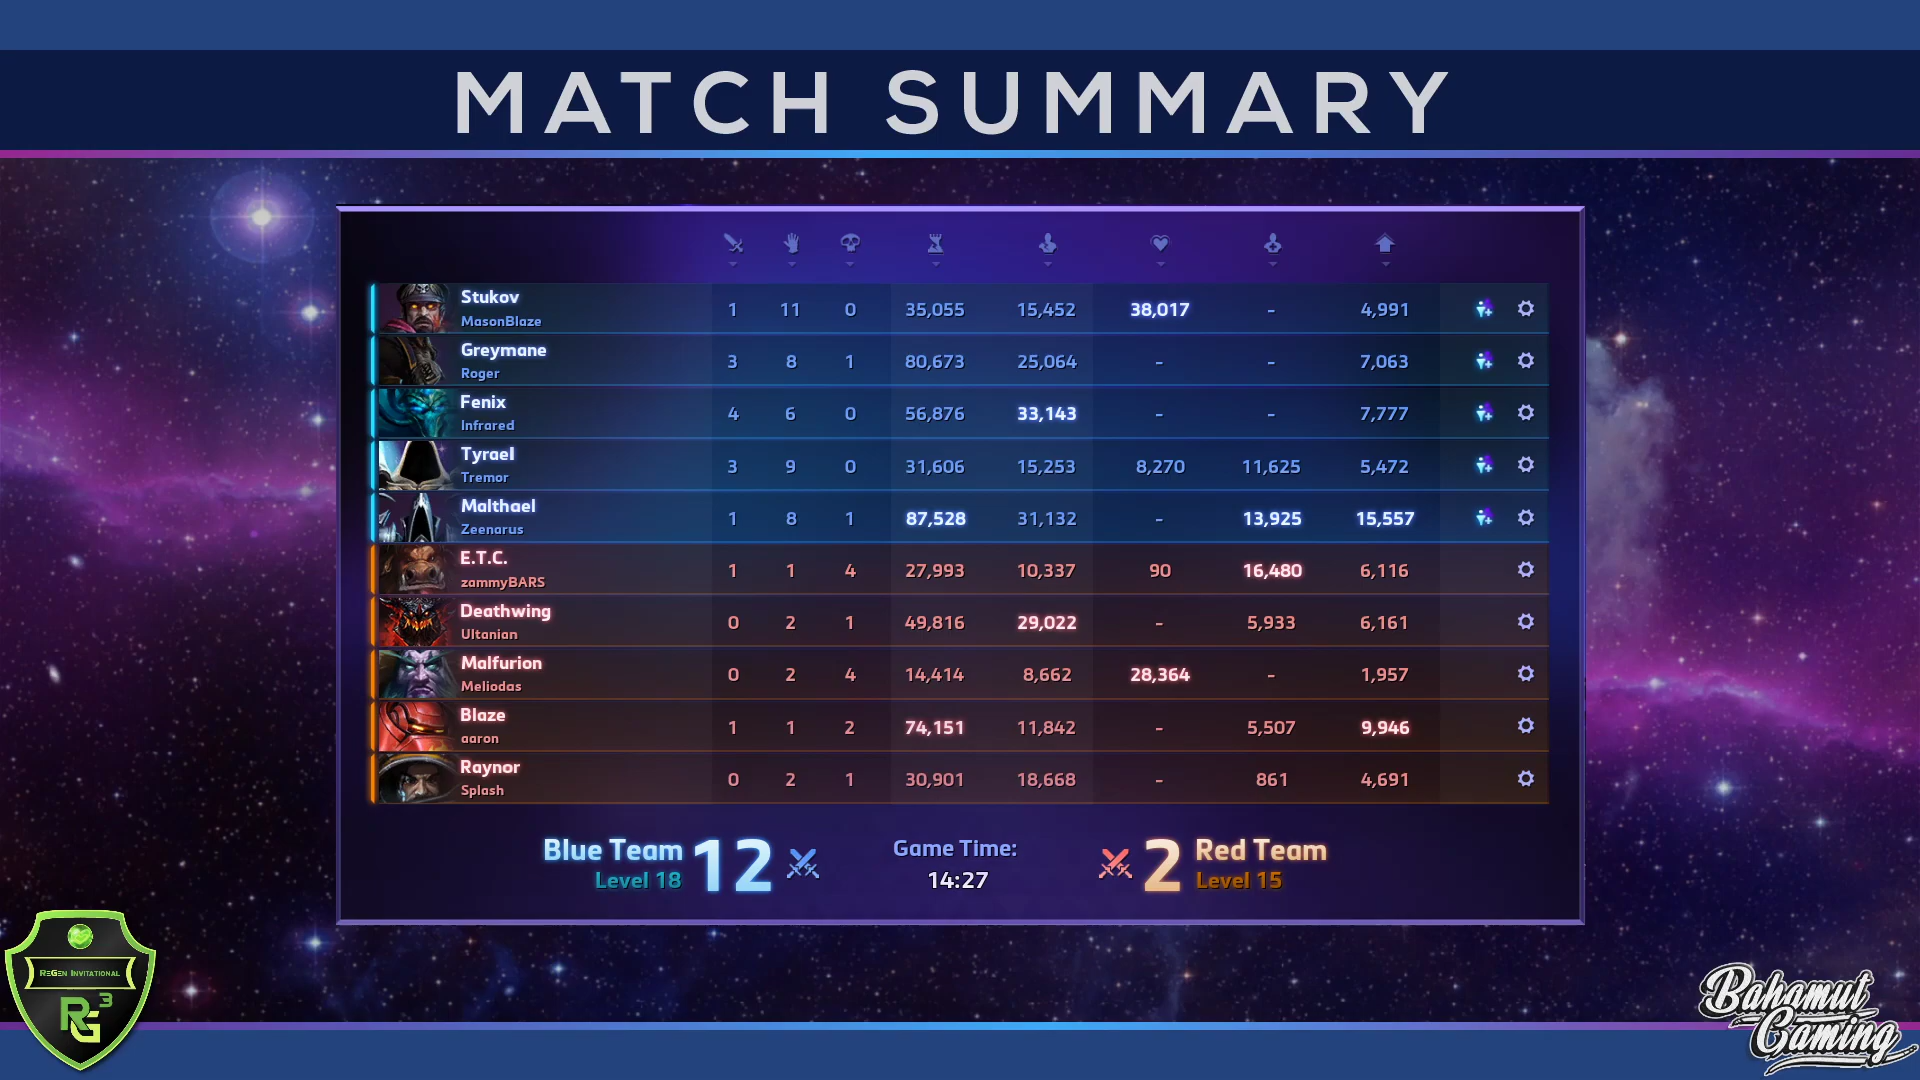 MATCH SUMMARY
Stukov
MasonBlaze
1 11 0 35,055 15,452 38,017 - 4,991
Greymane
Roger
3 8 1 80,673 25,064 - - 7,063
Fenix
Infrared
4 6 0 56,876 33,143 - - 7,777
Tyrael
Tremor
3 9 0 31,606 15,253 8,270 11,625 5,472
Malthael
Zeenarus
1 8 1 87,528 31,132 - 13,925 15,557
E.T.C.
zammyBARS
1 1 4 27,993 10,337 90 16,480 6,116
Deathwing
Ultanian
0 2 1 49,816 29,022 - 5,933 6,161
Malfurion
Meliodas
0 2 4 14,414 8,662 28,364 - 1,957
Blaze
aaron
1 1 2 74,151 11,842 - 5,507 9,946
Raynor
Splash
0 2 1 30,901 18,668 - 861 4,691
Blue Team 12
Level 18
Game Time:
14:27
2 Red Team
Level 15
ReGen Invitational
RG3
Bahamut
Gaming